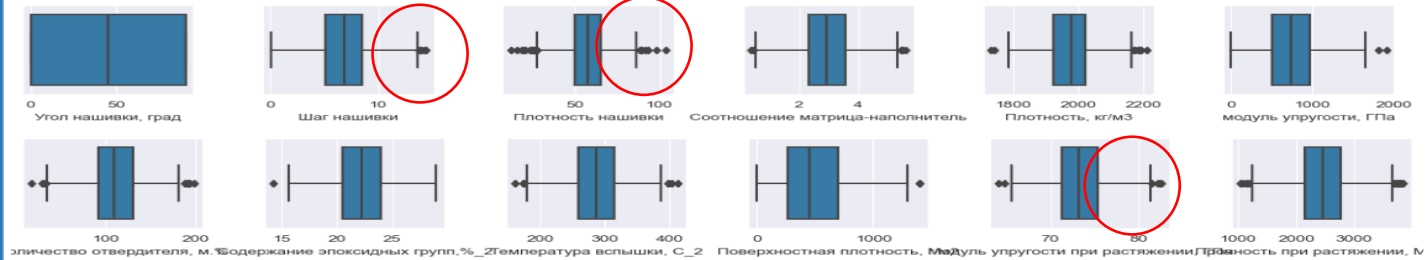 0 50
Угол нашивки, град
0 10
Шаг нашивки
50 100
Плотность нашивки
2 4
Соотношение матрица-наполнитель
1800 2000 2200
Плотность, кг/м3
0 1000 2000
модуль упругости, ГПа
100 200
оличество отвердителя, м.%
15 20 25
Содержание эпоксидных групп,%_2
200 300 400
Температура вспышки, С_2
0 1000
Поверхностная плотность,
70 80
Модуль упругости при растяжении,
1000 2000 3000
при растяжении, М